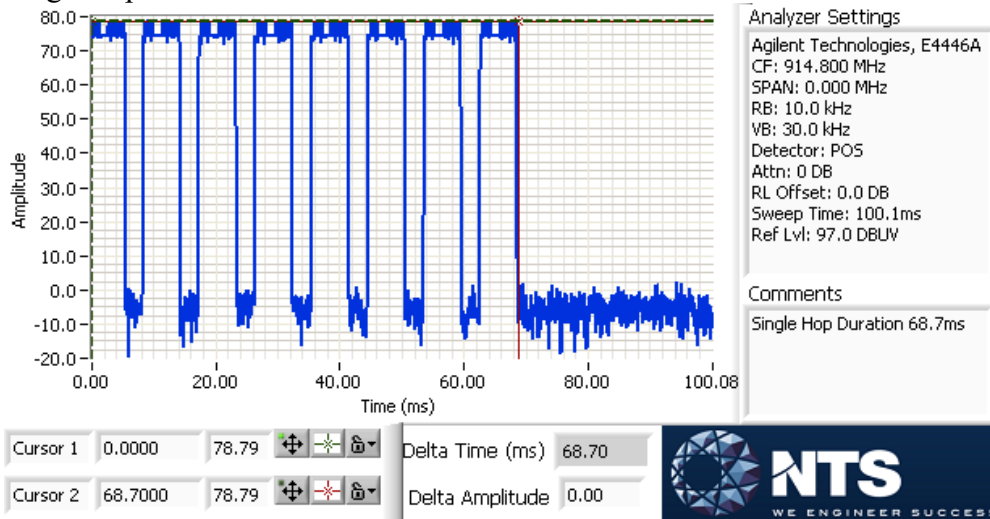 80.0
70.0
60.0
50.0
40.0
30.0
20.0
10.0
0.0
-10.0
-20.0
Amplitude
0.00 20.00 40.00 60.00 80.00 100.08
Time (ms)
Analyzer Settings
Agilent Technologies, E4446A
CF: 914.800 MHz
SPAN: 0.000 MHz
RB: 10.0 kHz
VB: 30.0 kHz
Detector: POS
Attn: 0 DB
RL Offset: 0.0 DB
Sweep Time: 100.1ms
Ref Lvl: 97.0 DBUV
Comments
Single Hop Duration 68.7ms
Cursor 1 0.0000 78.79
Cursor 2 68.7000 78.79
Delta Time (ms) 68.70
Delta Amplitude 0.00
NTS
WE ENGINEER SUCCESS